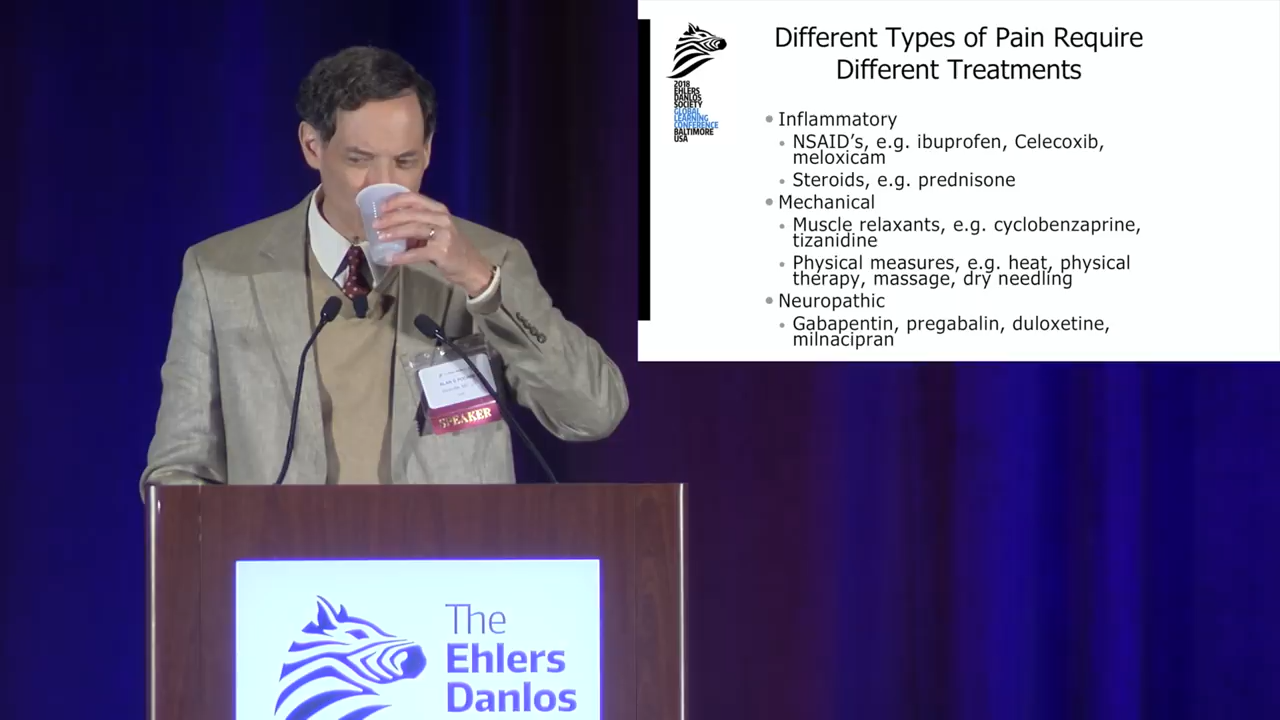 Different Types of Pain Require
Different Treatments
2018
EHLERS
DANLOS
SOCIETY
GLOBAL
LEARNING
CONFERENCE
BALTIMORE
USA
Inflammatory
NSAID's, e.g. ibuprofen, Celecoxib,
meloxicam
Steroids, e.g. prednisone
Mechanical
Muscle relaxants, e.g. cyclobenzaprine,
tizanidine
Physical measures, e.g. heat, physical
therapy, massage, dry needling
Neuropathic
Gabapentin, pregabalin, duloxetine,
milnacipran
SPEAKER
The
Ehlers
Danlos